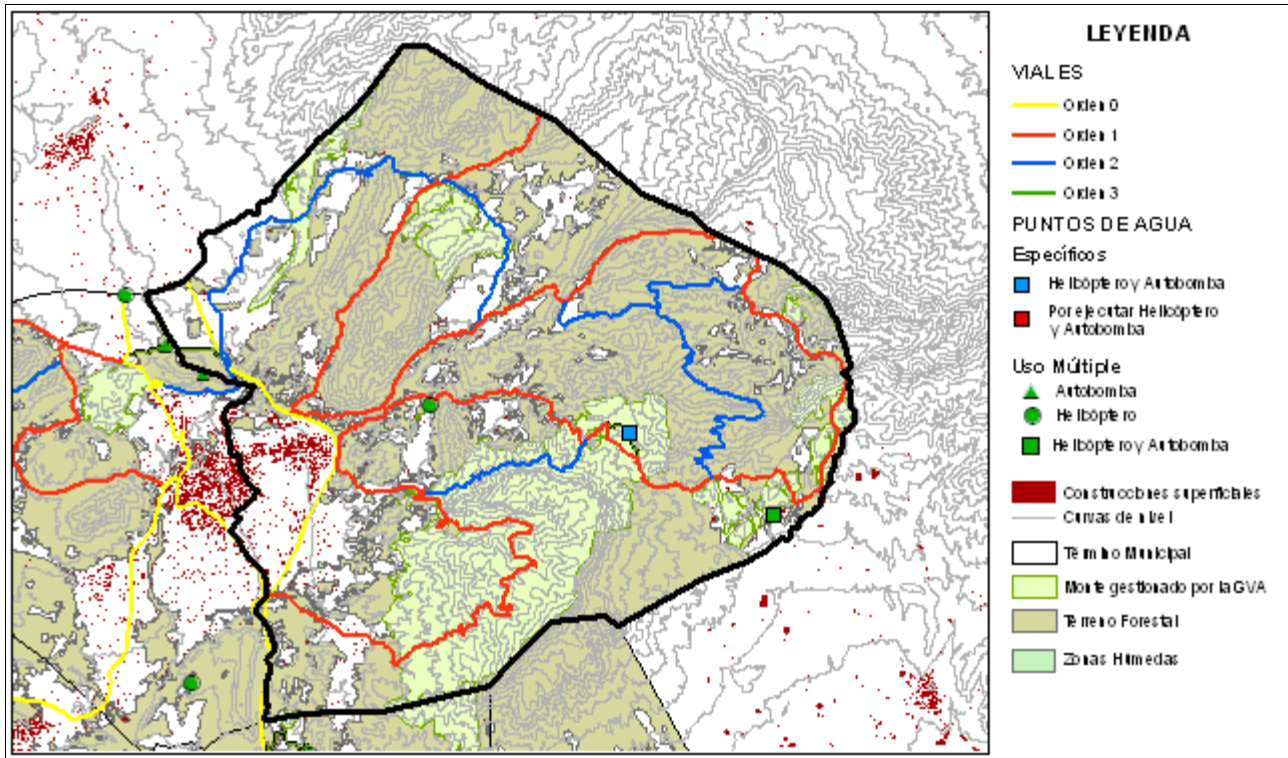 LEYENDA
VIALES
Orden 0
Orden 1
Orden 2
Orden 3
PUNTOS DE AGUA
Específicos
Helicóptero y Autobomba
Por ejecutar Helicóptero
y Autobomba
Uso Múltiple
Autobomba
Helicóptero
Helicóptero y Autobomba
Construcciones superficiales
Curvas de nivel
Término Municipal
Monte gestionado por la GVA
Terreno Forestal
Zonas Húmedas